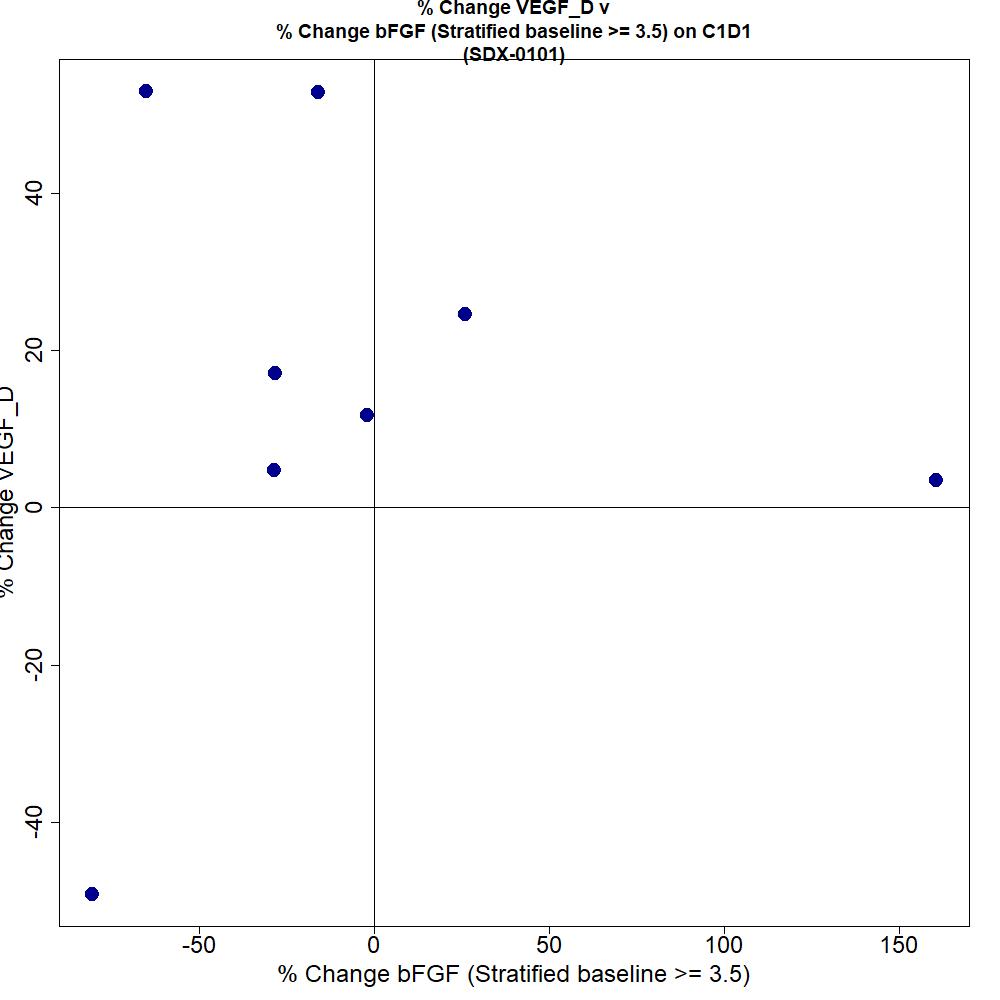 % Change VEGF_D v
% Change bFGF (Stratified baseline >= 3.5) on C1D1
(SDX-0101)
40
20
0
-20
-40
% Change VEGF_D
-50
0
50
100
150
% Change bFGF (Stratified baseline >= 3.5)